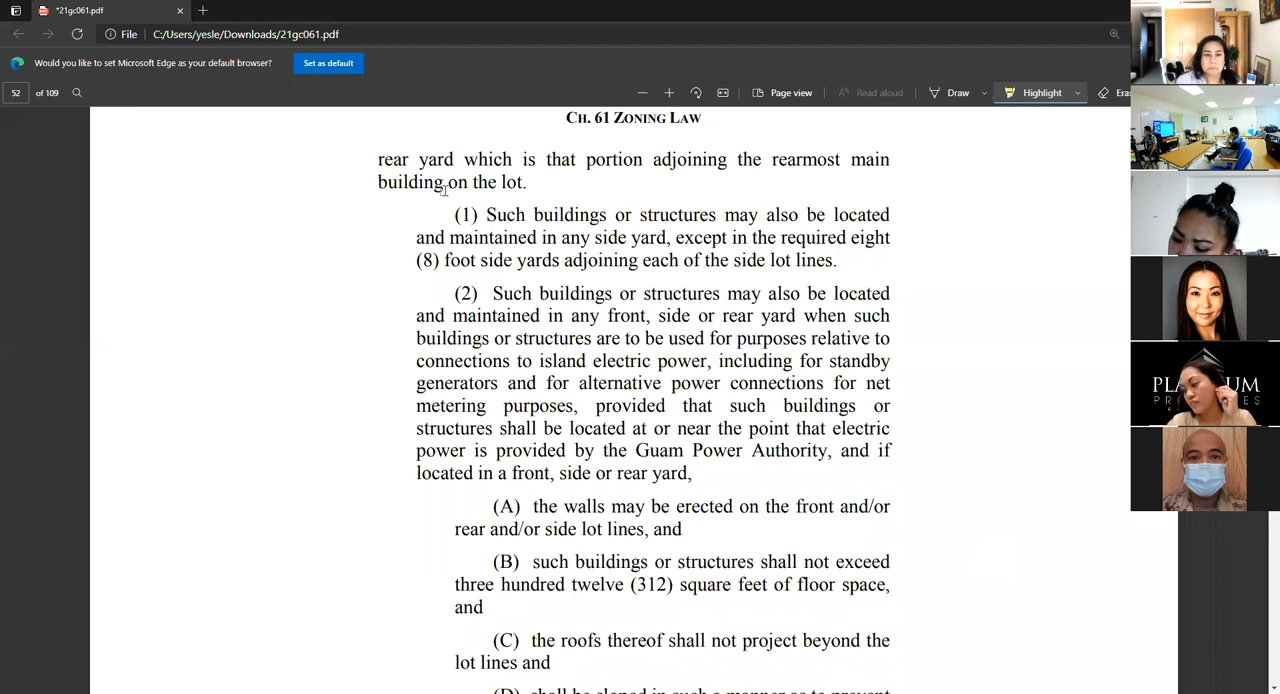 *21gc061.pdf
File
C:/Users/yesle/Downloads/21gc061.pdf
Would you like to set Microsoft Edge as your default browser?
Set as default
52 of 109
Page view
Read aloud
Draw
Highlight
CH. 61 ZONING LAW
rear yard which is that portion adjoining the rearmost main
building on the lot.
(1) Such buildings or structures may also be located
and maintained in any side yard, except in the required eight
(8) foot side yards adjoining each of the side lot lines.
(2) Such buildings or structures may also be located
and maintained in any front, side or rear yard when such
buildings or structures are to be used for purposes relative to
connections to island electric power, including for standby
generators and for alternative power connections for net
metering purposes, provided that such buildings or
structures shall be located at or near the point that electric
power is provided by the Guam Power Authority, and if
located in a front, side or rear yard,
(A) the walls may be erected on the front and/or
rear and/or side lot lines, and
(B) such buildings or structures shall not exceed
three hundred twelve (312) square feet of floor space,
and
(C) the roofs thereof shall not project beyond the
lot lines and
(D) shall be sloped in such a manner as to prevent